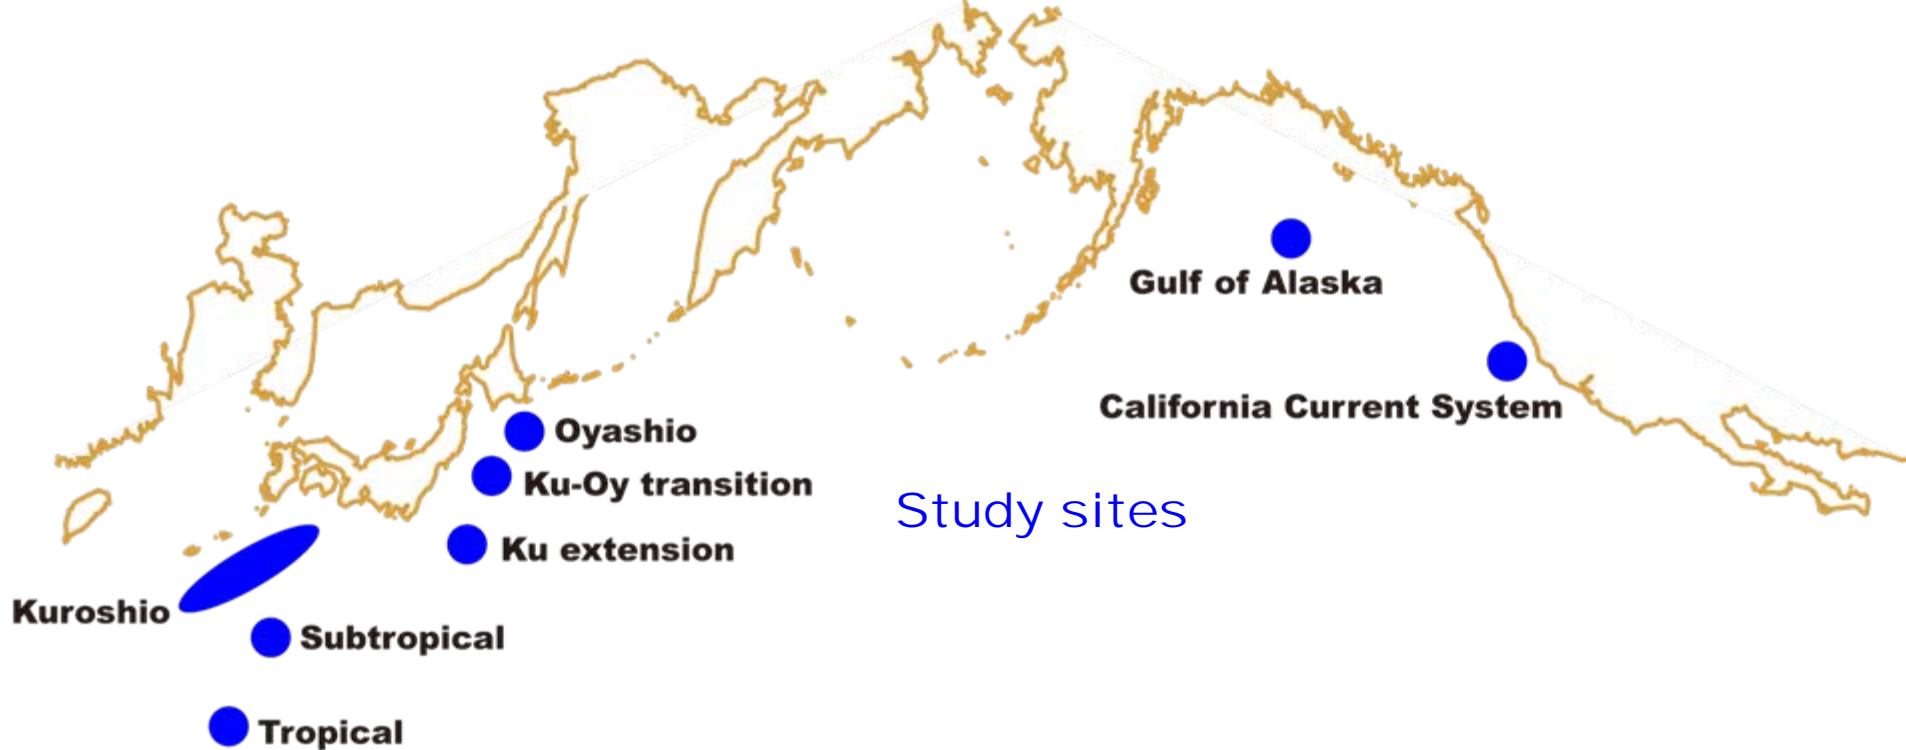 Gulf of Alaska
California Current System
Oyashio
Ku-Oy transition
Study sites
Ku extension
Kuroshio
Subtropical
Tropical